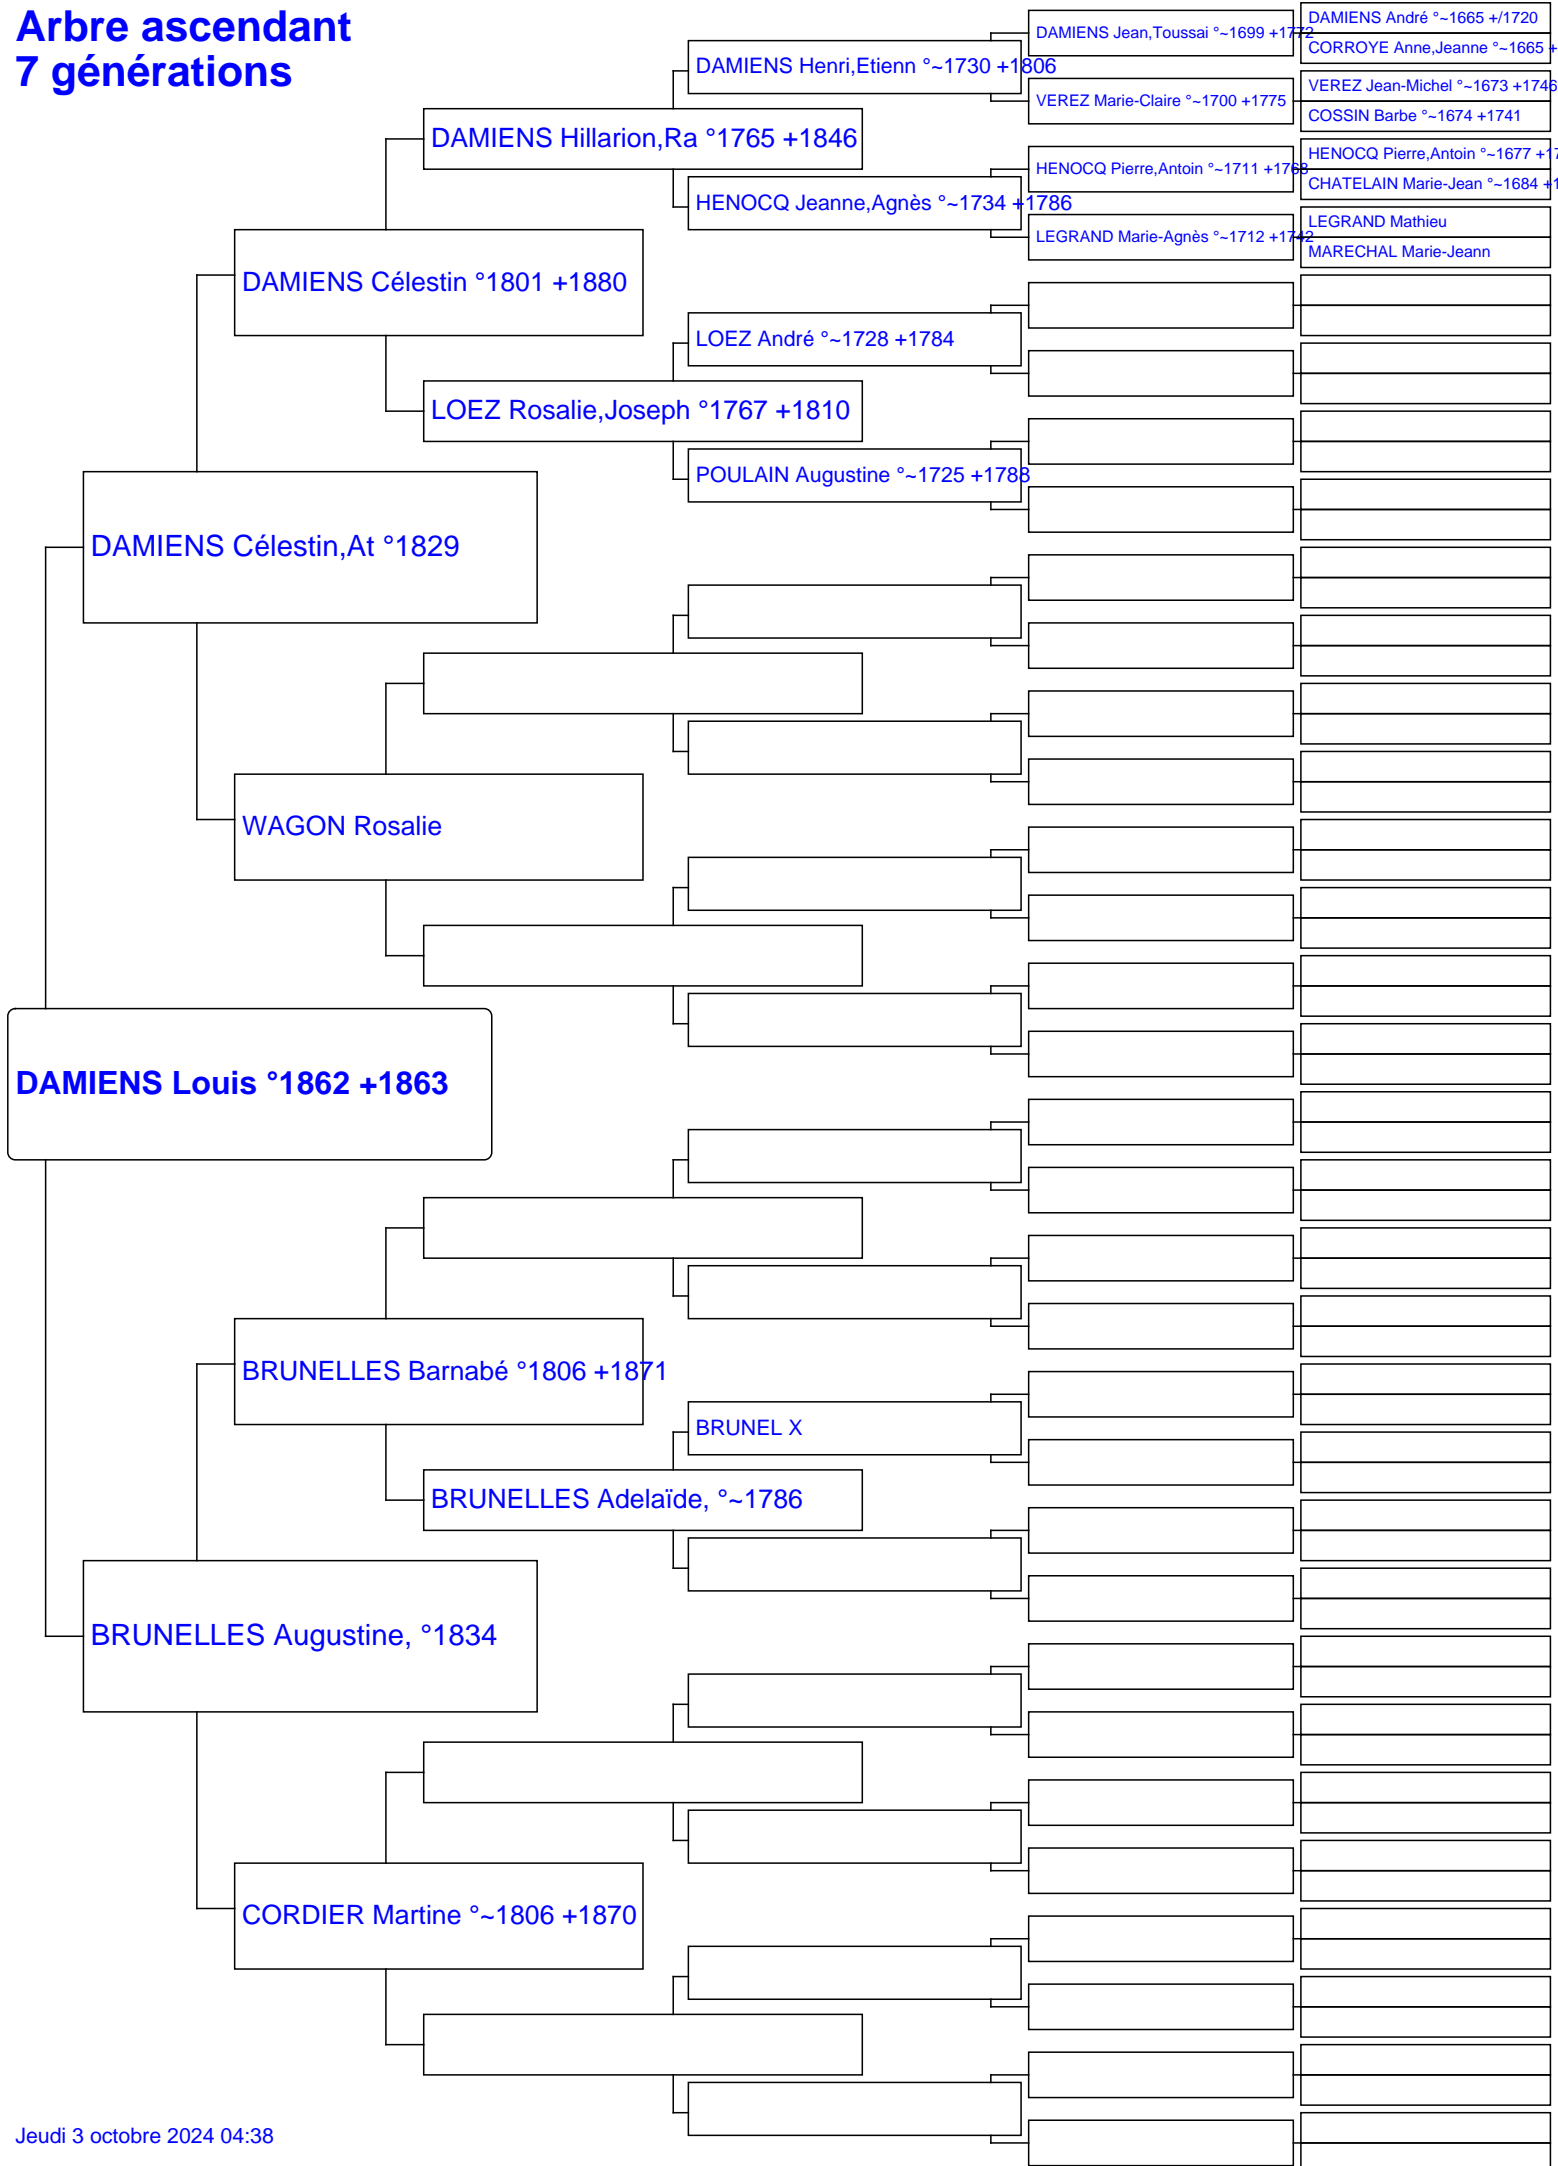 Arbre ascendant
7 générations
DAMIENS André °~1665 +/1720
DAMIENS Jean,Toussai °~1699 +1772
CORROYE Anne,Jeanne °~1665 +
DAMIENS Henri,Etienn °~1730 +1806
VEREZ Jean-Michel °~1673 +1746
VEREZ Marie-Claire °~1700 +1775
COSSIN Barbe °~1674 +1741
DAMIENS Hillarion,Ra °1765 +1846
HENOCQ Pierre,Antoin °~1677 +17
HENOCQ Pierre,Antoin °~1711 +1768
CHATELAIN Marie-Jean °~1684 +1
HENOCQ Jeanne,Agnès °~1734 +1786
LEGRAND Mathieu
LEGRAND Marie-Agnès °~1712 +1742
MARECHAL Marie-Jeann
DAMIENS Célestin °1801 +1880
LOEZ André °~1728 +1784
LOEZ Rosalie,Joseph °1767 +1810
POULAIN Augustine °~1725 +1788
DAMIENS Célestin,At °1829
WAGON Rosalie
DAMIENS Louis °1862 +1863
BRUNELLES Barnabé °1806 +1871
BRUNEL X
BRUNELLES Adelaïde, °~1786
BRUNELLES Augustine, °1834
CORDIER Martine °~1806 +1870
Jeudi 3 octobre 2024 04:38